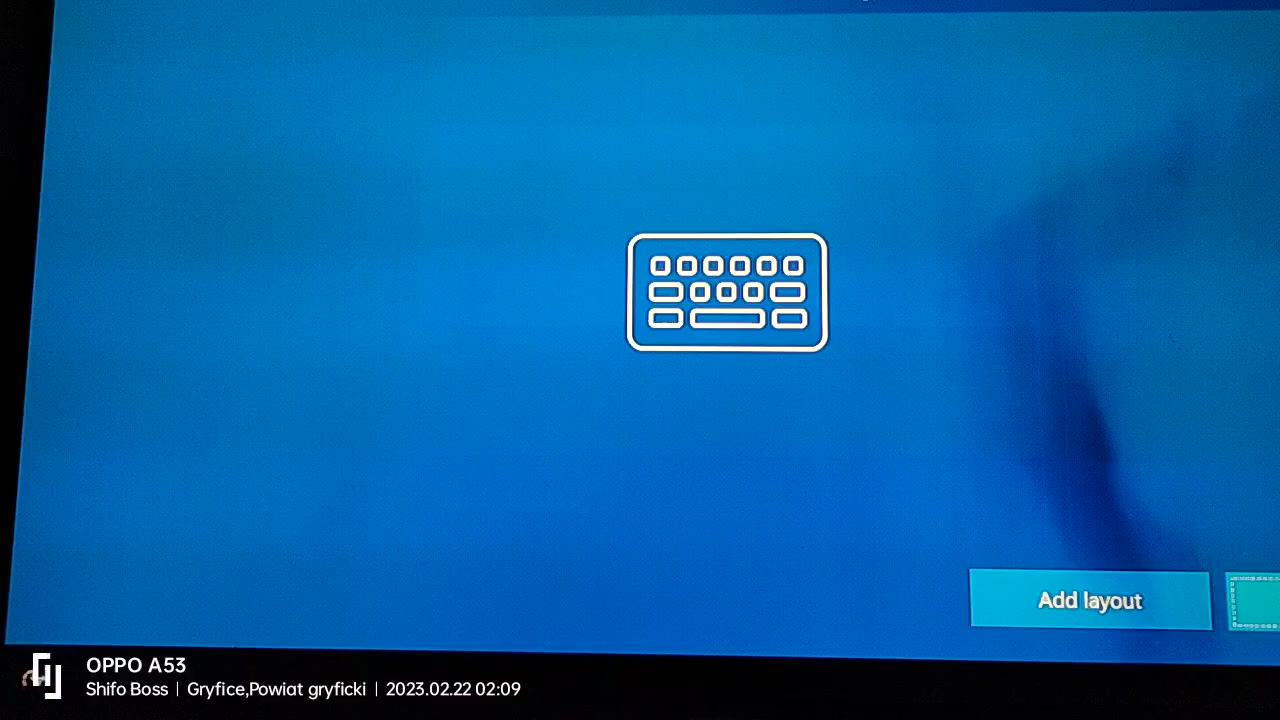 Add layout
OPPO A53
Shifo Boss | Gryfice,Powiat gryficki | 2023.02.22 02:09